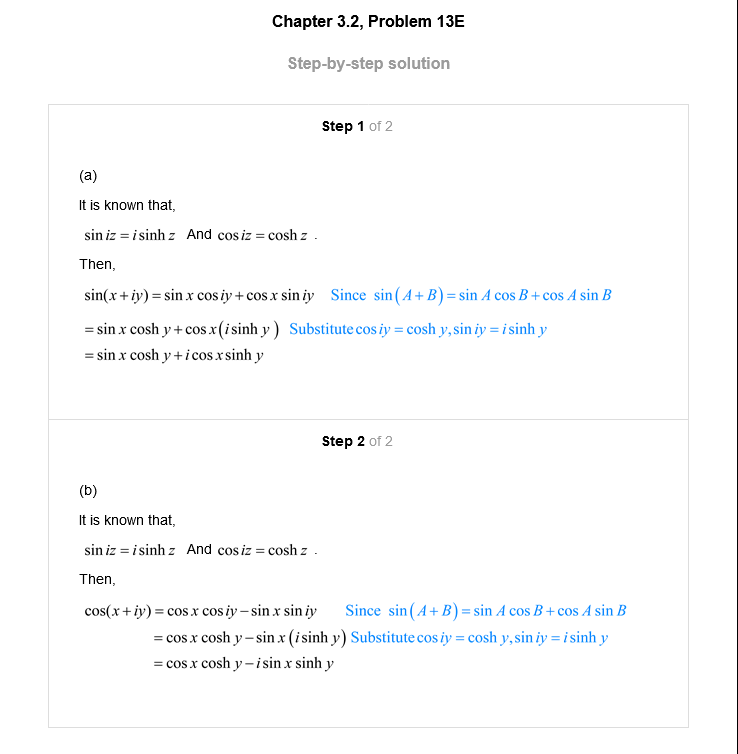 Chapter 3.2, Problem 13E
Step-by-step solution
Step 1 of 2
(a)
It is known that,
sin iz = i sinh z And cos iz = cosh z .
Then,
sin(x + iy) = sin x cos iy + cos x sin iy Since sin(A + B) = sin A cos B + cos A sin B
= sin x cosh y + cos x(i sinh y) Substitute cos iy = cosh y, sin iy = i sinh y
= sin x cosh y + i cos x sinh y
Step 2 of 2
(b)
It is known that,
sin iz = i sinh z And cos iz = cosh z .
Then,
cos(x + iy) = cos x cos iy − sin x sin iy Since sin(A + B) = sin A cos B + cos A sin B
= cos x cosh y − sin x(i sinh y) Substitute cos iy = cosh y, sin iy = i sinh y
= cos x cosh y − i sin x sinh y